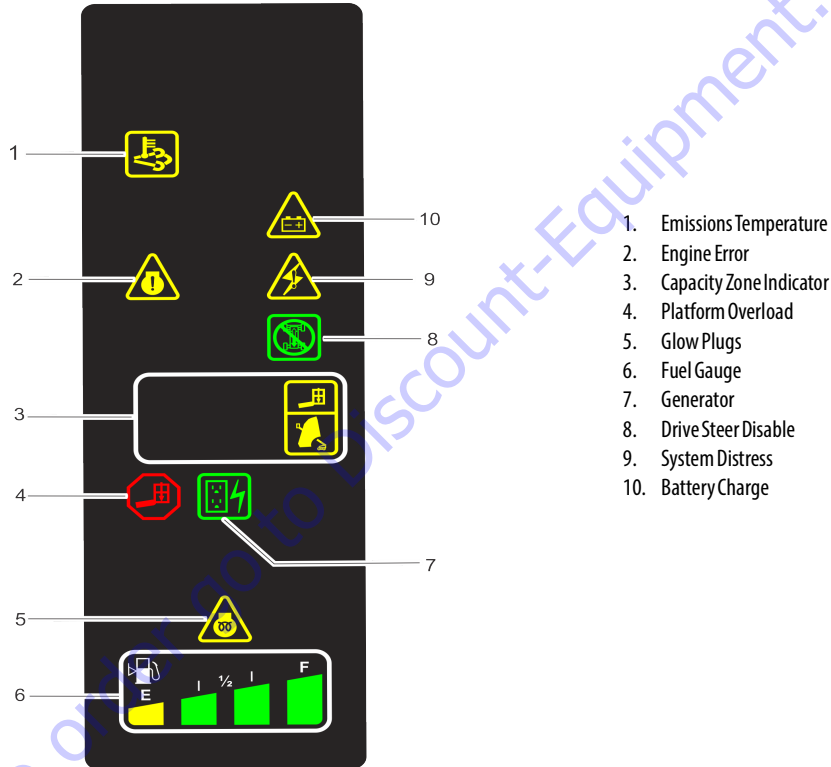 1
10
2
9
8
3
4
7
5
6
E
½
F
1. Emissions Temperature
2. Engine Error
3. Capacity Zone Indicator
4. Platform Overload
5. Glow Plugs
6. Fuel Gauge
7. Generator
8. Drive Steer Disable
9. System Distress
10. Battery Charge
order go to Discount-Equipment.